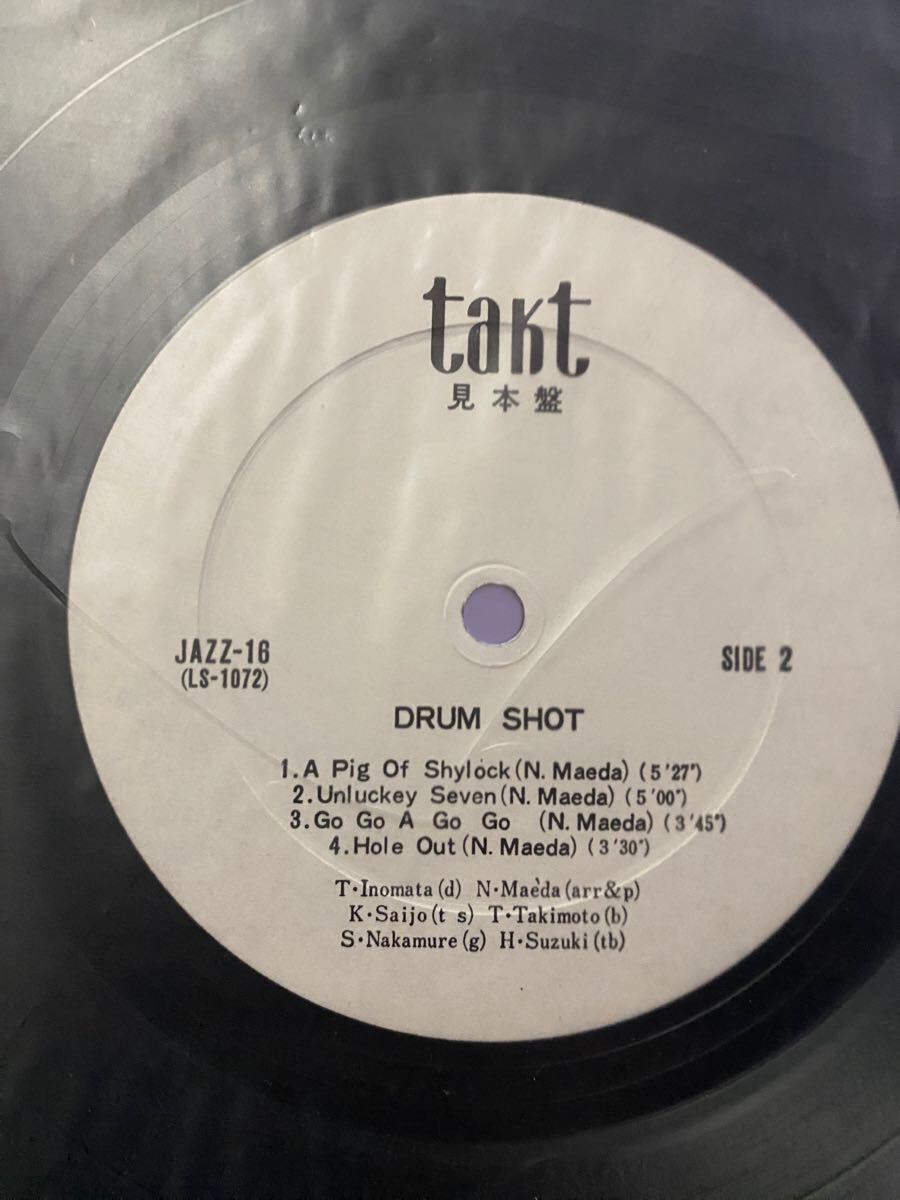 takt
見本盤
JAZZ-16
(LS-1072)
SIDE 2
DRUM SHOT
1.A Pig Of Shylock(N. Maeda) (5'27")
2.Unluckey Seven(N. Maeda) (5'00")
3.Go Go A Go Go (N. Maeda) (3'45")
4.Hole Out(N. Maeda) (3'30")
T・Inomata(d) N・Maeda(arr&p)
K・Saijo(t s) T・Takimoto(b)
S・Nakamure(g) H・Suzuki(tb)